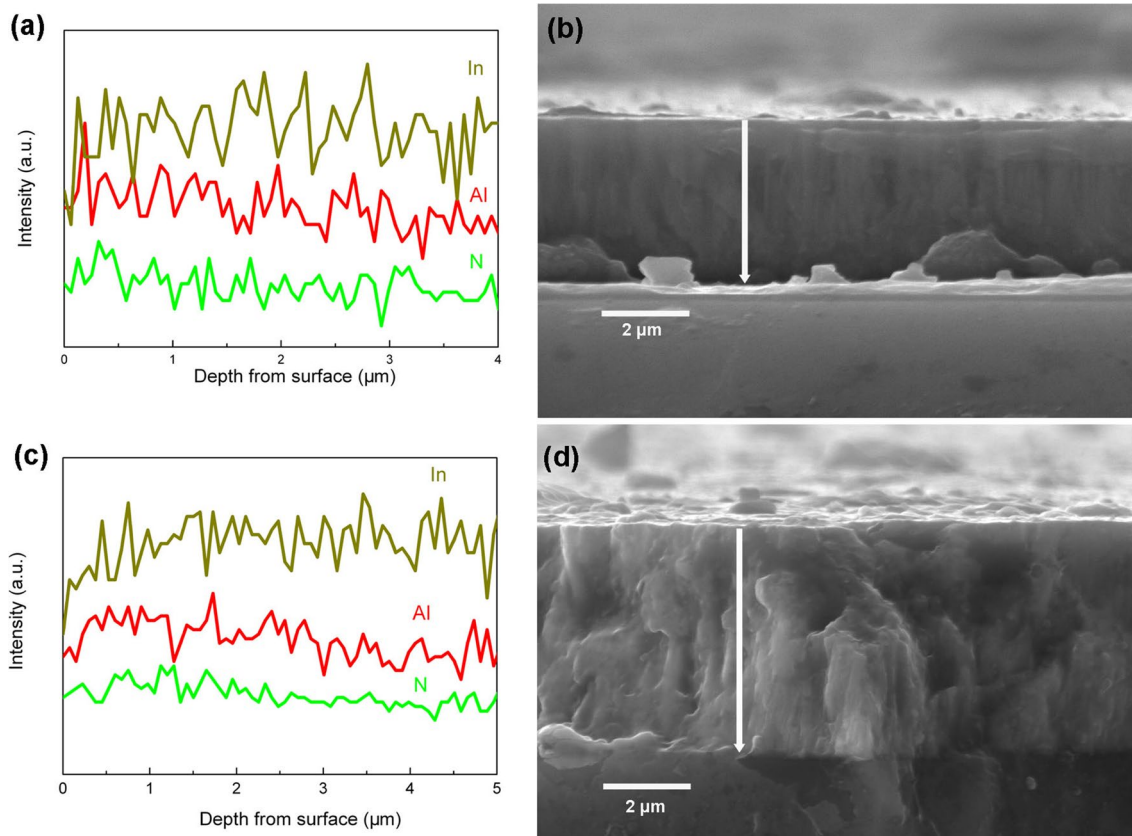 (a)
In
Al
N
Intensity (a.u.)
0 1 2 3 4
Depth from surface (µm)
(b)
2 µm
(c)
In
Al
N
Intensity (a.u.)
0 1 2 3 4 5
Depth from surface (µm)
(d)
2 µm